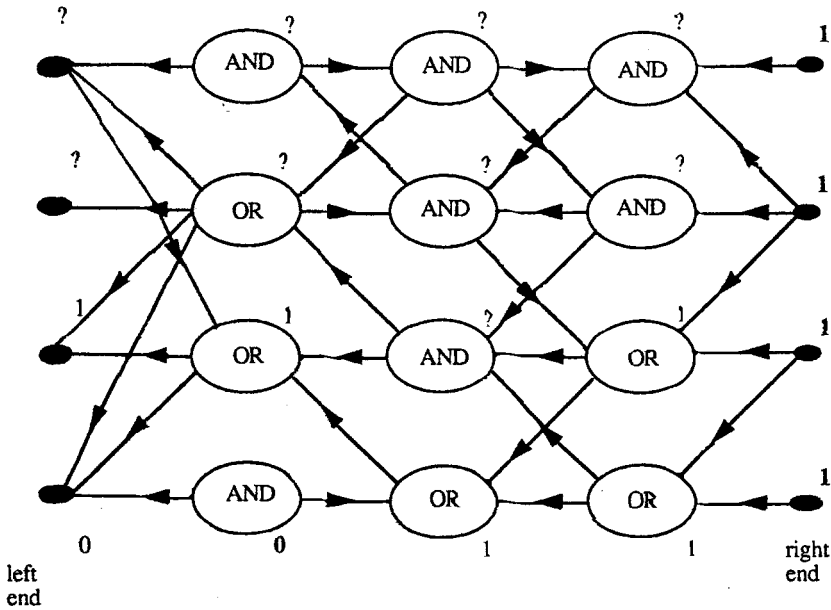 ? ? ? ? 1
AND AND AND
? ? ? ? 1
OR AND AND
1 1 ? 1 1
OR AND OR
1
AND OR OR
0 0 1 1
left end
right end